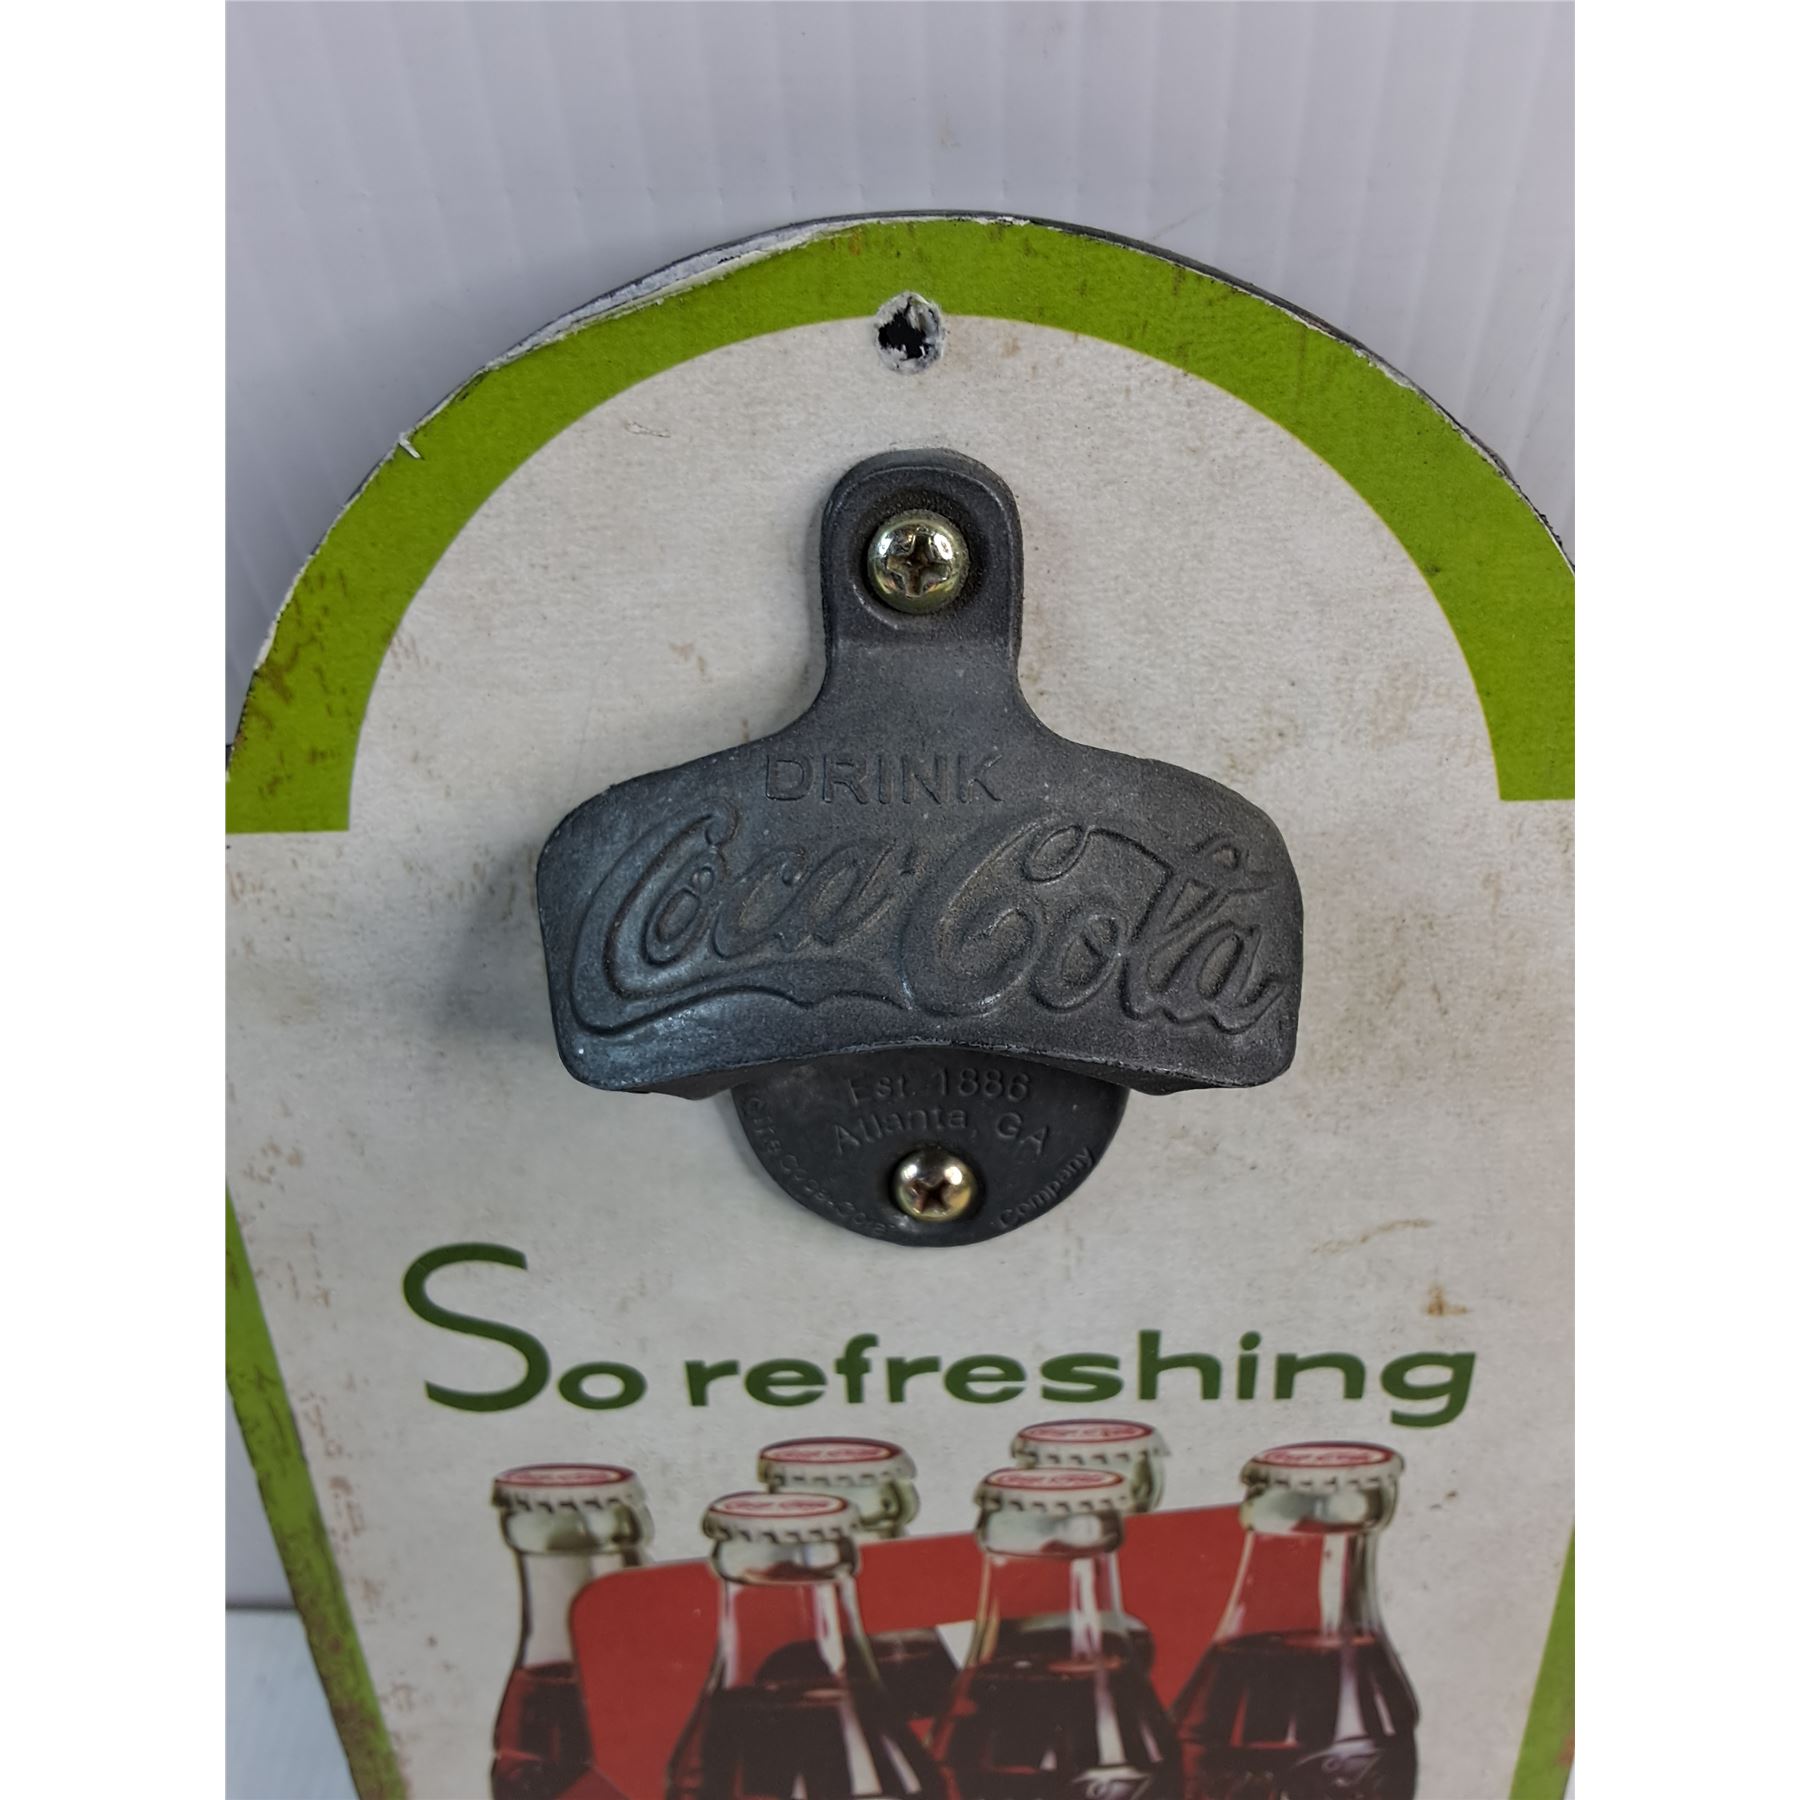 DRINK
Coca-Cola
Est. 1886
Atlanta, GA
Company
So refreshing